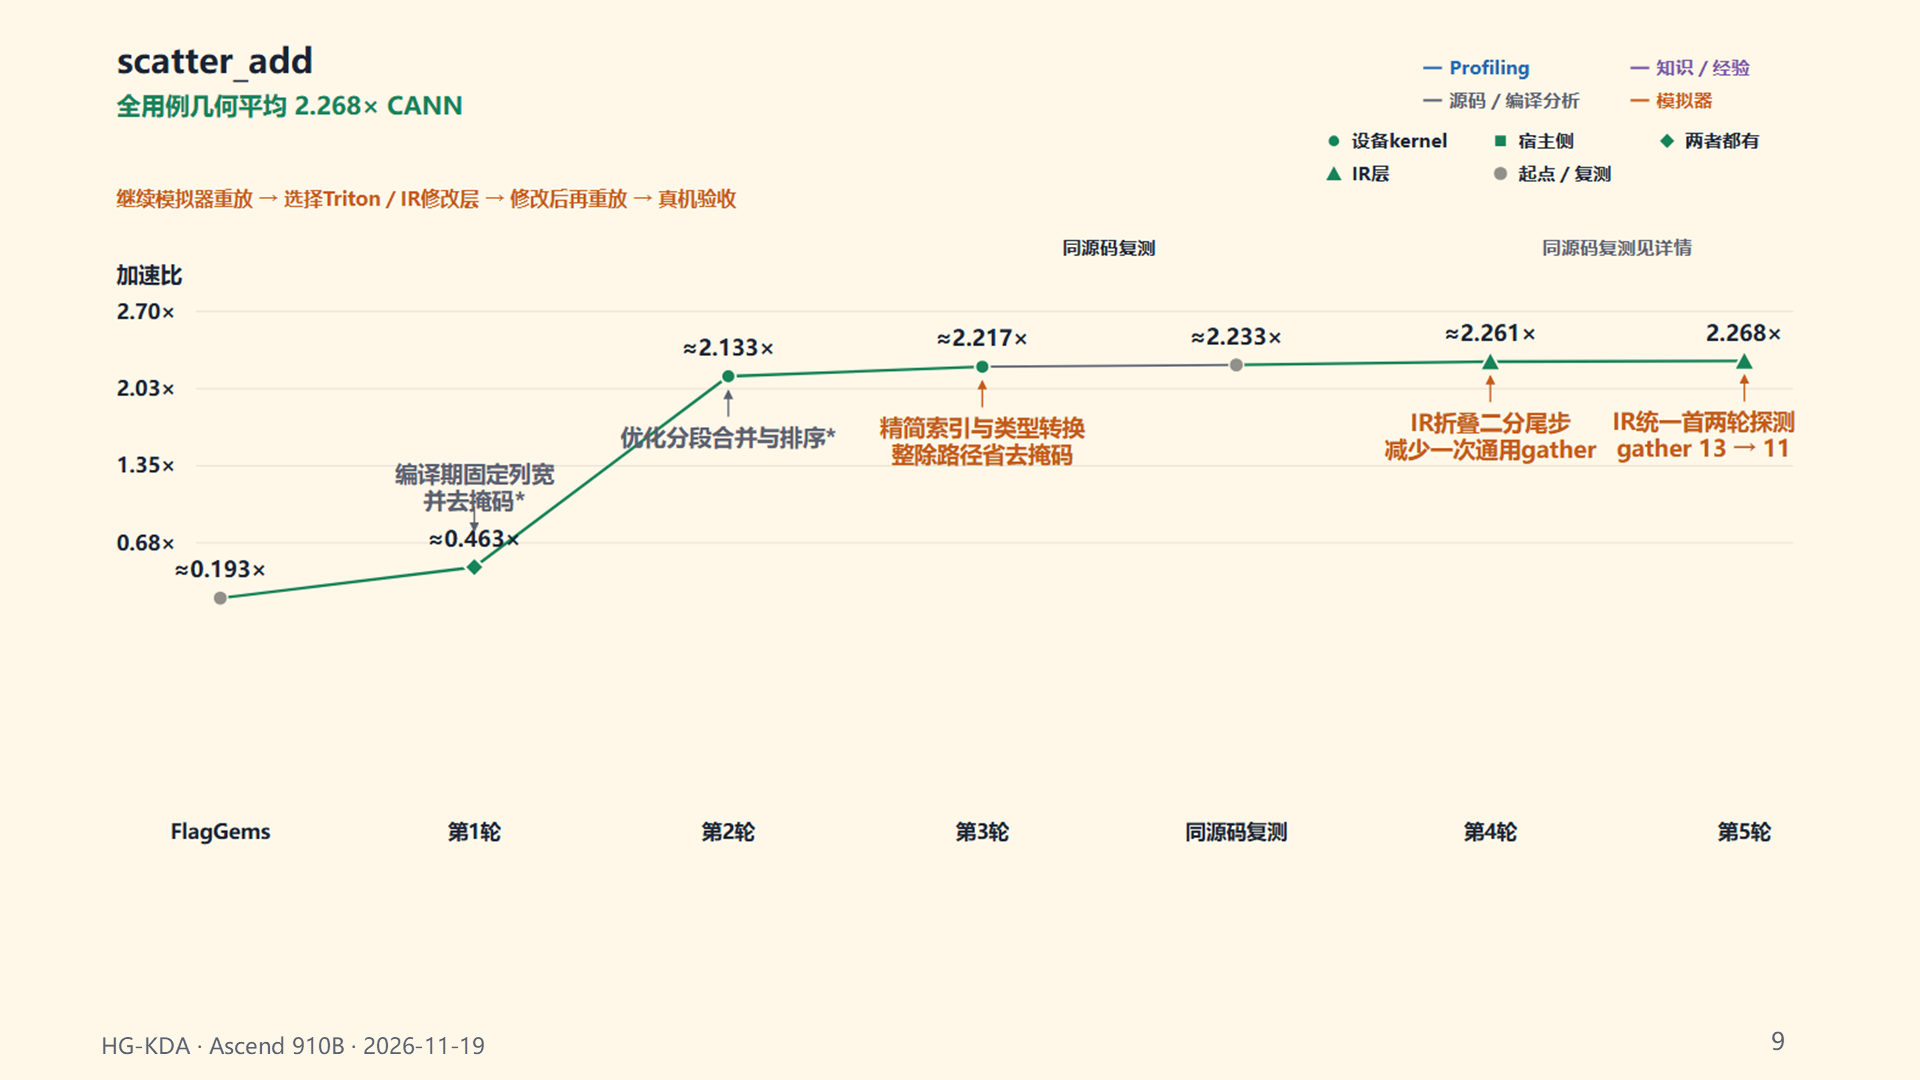 scatter_add
全用例几何平均 2.268× CANN
Profiling
知识 / 经验
源码 / 编译分析
模拟器
设备kernel
宿主侧
两者都有
IR层
起点 / 复测
继续模拟器重放 → 选择Triton / IR修改层 → 修改后再重放 → 真机验收
同源码复测
同源码复测见详情
加速比
2.70×
2.03×
1.35×
0.68×
≈0.193×
≈0.463×
≈2.133×
≈2.217×
≈2.233×
≈2.261×
2.268×
编译期固定列宽
并去掩码*
优化分段合并与排序*
精简索引与类型转换
整除路径省去掩码
IR折叠二分尾步
减少一次通用gather
IR统一首两轮探测
gather 13 → 11
FlagGems
第1轮
第2轮
第3轮
同源码复测
第4轮
第5轮
HG-KDA · Ascend 910B · 2026-11-19
9